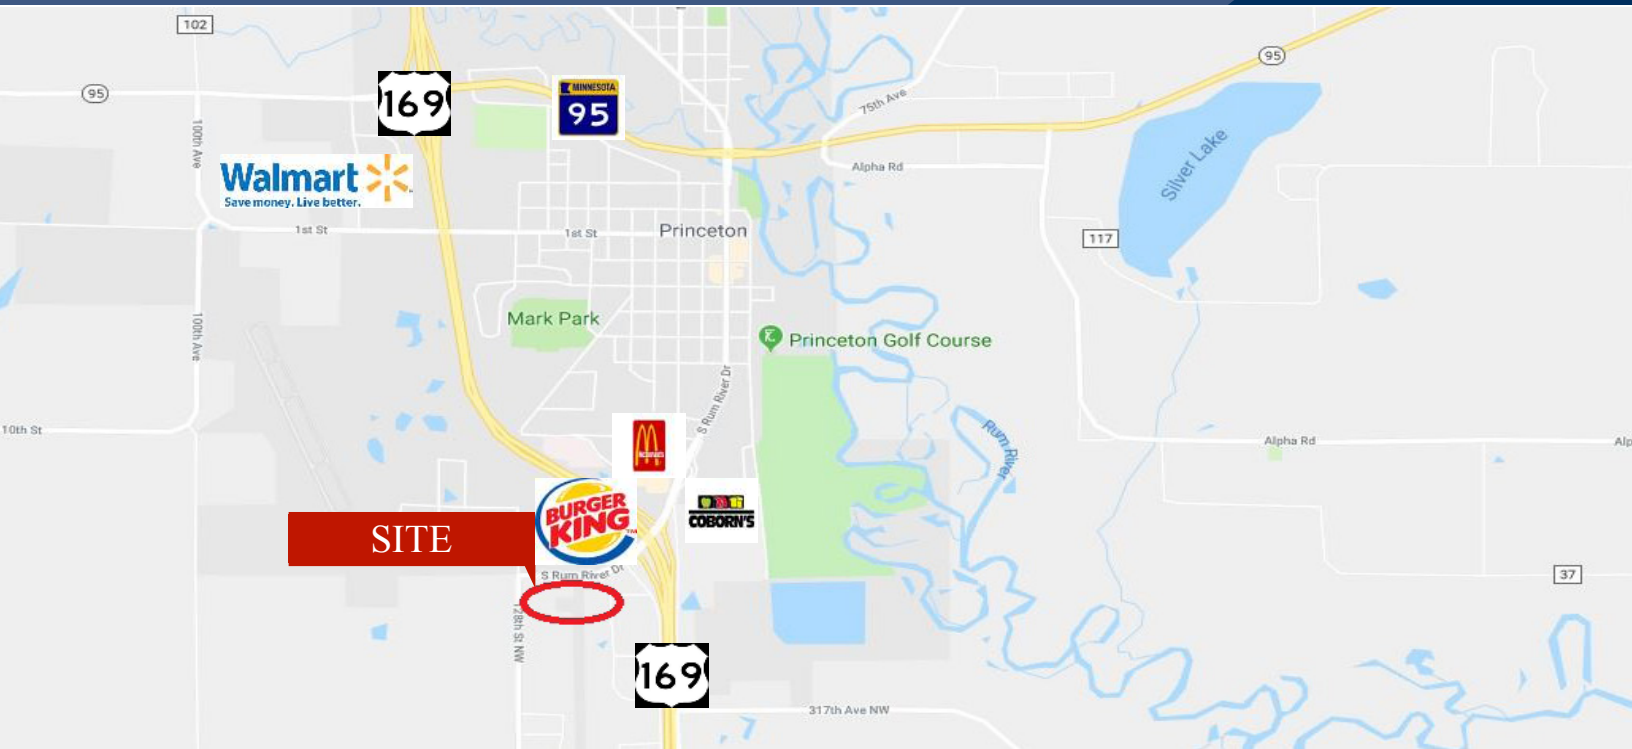 102
95
169
MINNESOTA
95
95
75th Ave
100th Ave
Walmart
Save money. Live better.
Alpha Rd
Silver Lake
1st St
1st St
Princeton
117
100th Ave
Mark Park
Princeton Golf Course
S Rum River Dr
10th St
McDonald's
Rum River
Alpha Rd
Alp
BURGER
KING
COBORN'S
SITE
S Rum River Dr
37
128th St NW
169
317th Ave NW